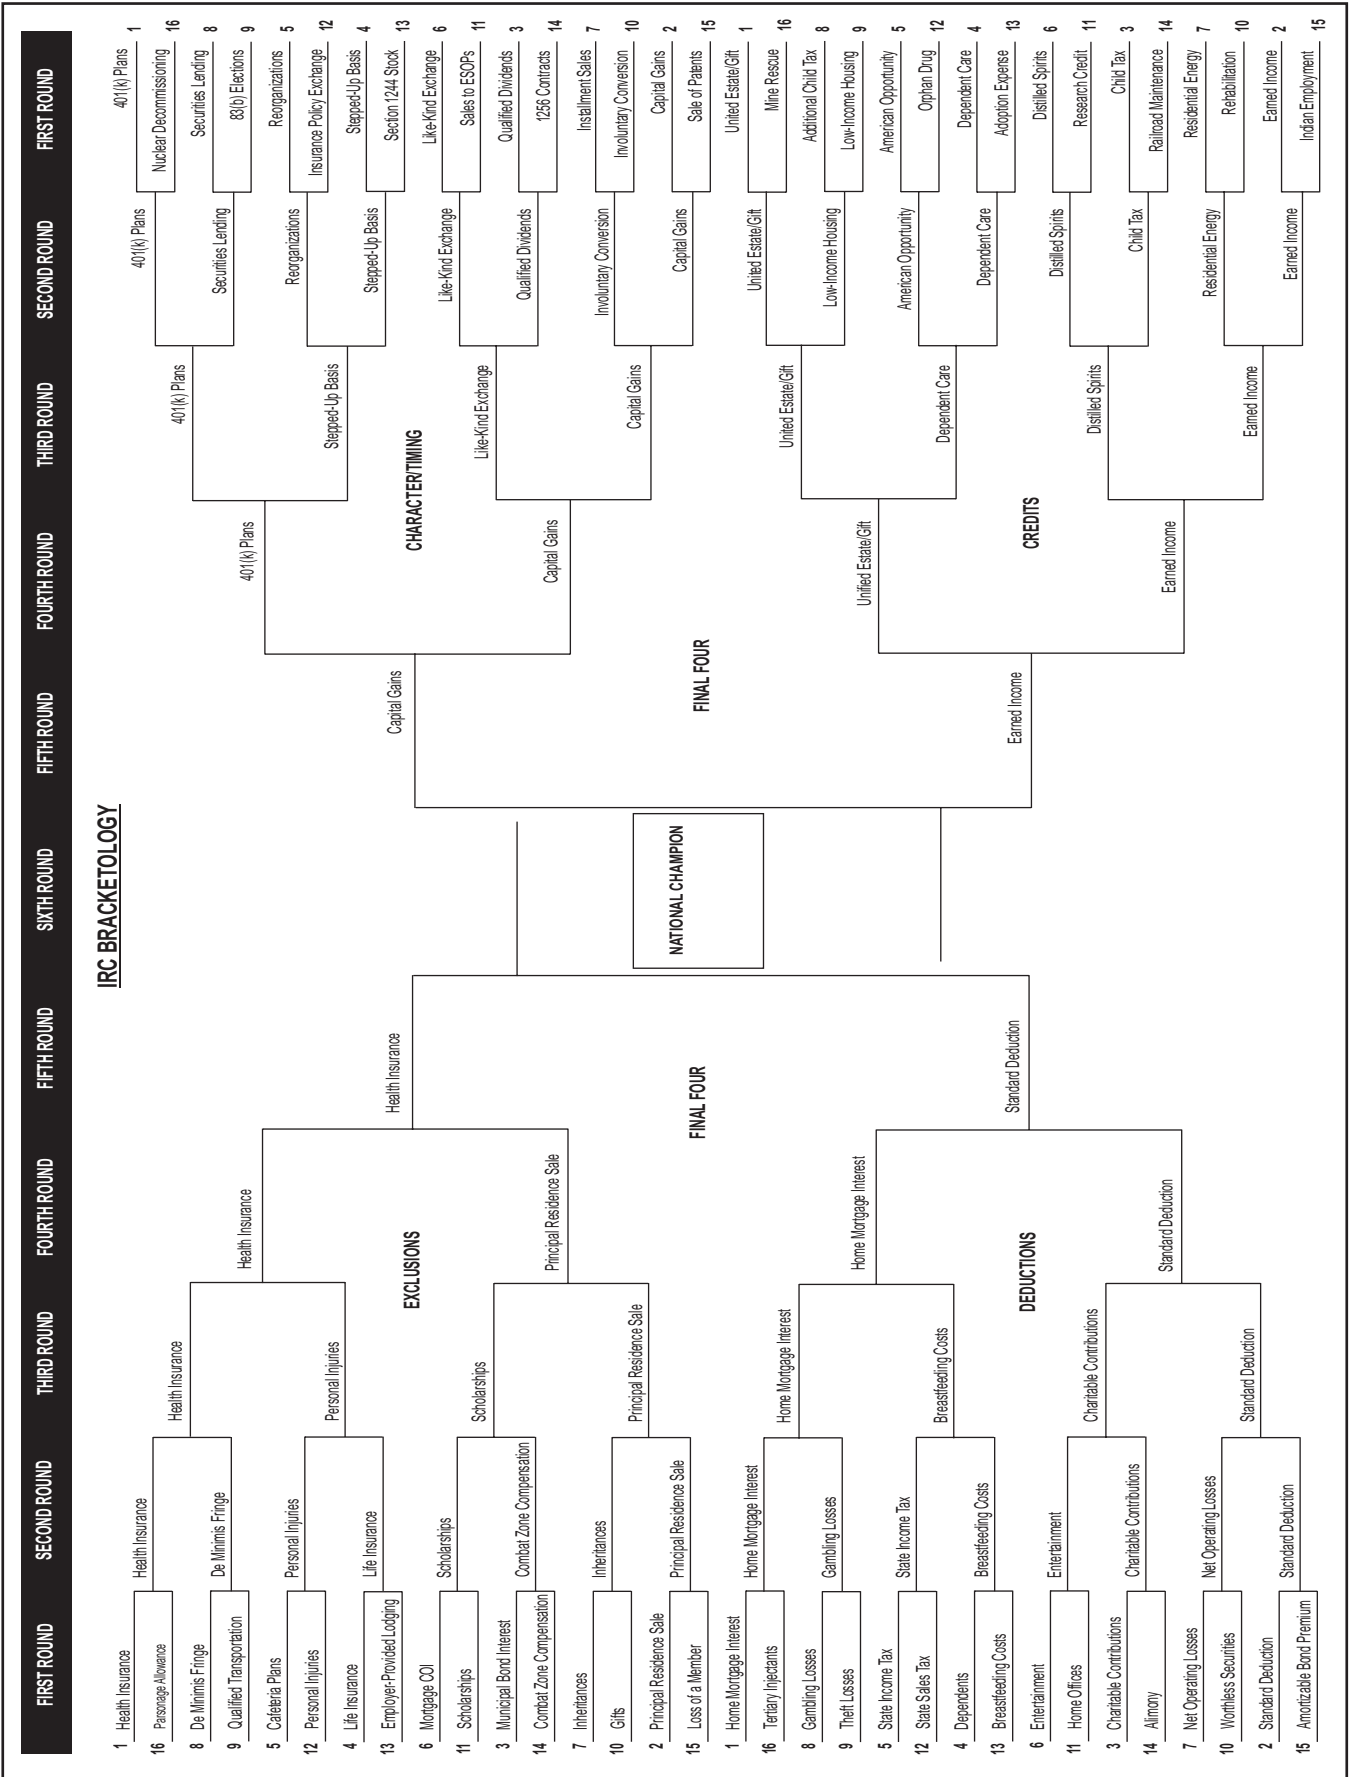 FIRST ROUND
SECOND ROUND
THIRD ROUND
FOURTH ROUND
FIFTH ROUND
SIXTH ROUND
FIFTH ROUND
FOURTH ROUND
THIRD ROUND
SECOND ROUND
FIRST ROUND
IRC BRACKETOLOGY
1 Health Insurance
16 Parsonage Allowance
8 De Minimis Fringe
9 Qualified Transportation
5 Cafeteria Plans
12 Personal Injuries
4 Life Insurance
13 Employer-Provided Lodging
6 Mortgage COI
11 Scholarships
3 Municipal Bond Interest
14 Combat Zone Compensation
7 Inheritances
10 Gifts
2 Principal Residence Sale
15 Loss of a Member
Health Insurance
De Minimis Fringe
Personal Injuries
Life Insurance
Scholarships
Combat Zone Compensation
Inheritances
Principal Residence Sale
Health Insurance
Personal Injuries
Scholarships
Principal Residence Sale
Health Insurance
Principal Residence Sale
EXCLUSIONS
Health Insurance
1 Home Mortgage Interest
16 Tertiary Injectants
8 Gambling Losses
9 Theft Losses
5 State Income Tax
12 State Sales Tax
4 Dependents
13 Breastfeeding Costs
6 Entertainment
11 Home Offices
3 Charitable Contributions
14 Alimony
7 Net Operating Losses
10 Worthless Securities
2 Standard Deduction
15 Amortizable Bond Premium
Home Mortgage Interest
Gambling Losses
State Income Tax
Breastfeeding Costs
Entertainment
Charitable Contributions
Net Operating Losses
Standard Deduction
Home Mortgage Interest
Breastfeeding Costs
Charitable Contributions
Standard Deduction
Home Mortgage Interest
Standard Deduction
DEDUCTIONS
Standard Deduction
FINAL FOUR
NATIONAL CHAMPION
FINAL FOUR
Capital Gains
Earned Income
401(k) Plans
Capital Gains
CHARACTER/TIMING
401(k) Plans
Stepped-Up Basis
Like-Kind Exchange
Capital Gains
401(k) Plans
Securities Lending
Reorganizations
Stepped-Up Basis
Like-Kind Exchange
Qualified Dividends
Involuntary Conversion
Capital Gains
401(k) Plans 1
Nuclear Decommissioning 16
Securities Lending 8
83(b) Elections 9
Reorganizations 5
Insurance Policy Exchange 12
Stepped-Up Basis 4
Section 1244 Stock 13
Like-Kind Exchange 6
Sales to ESOPs 11
Qualified Dividends 3
1256 Contracts 14
Installment Sales 7
Involuntary Conversion 10
Capital Gains 2
Sale of Patents 15
Unified Estate/Gift
Earned Income
CREDITS
United Estate/Gift
Dependent Care
Distilled Spirits
Earned Income
United Estate/Gift
Low-Income Housing
American Opportunity
Dependent Care
Distilled Spirits
Child Tax
Residential Energy
Earned Income
United Estate/Gift 1
Mine Rescue 16
Additional Child Tax 8
Low-Income Housing 9
American Opportunity 5
Orphan Drug 12
Dependent Care 4
Adoption Expense 13
Distilled Spirits 6
Research Credit 11
Child Tax 3
Railroad Maintenance 14
Residential Energy 7
Rehabilitation 10
Earned Income 2
Indian Employment 15